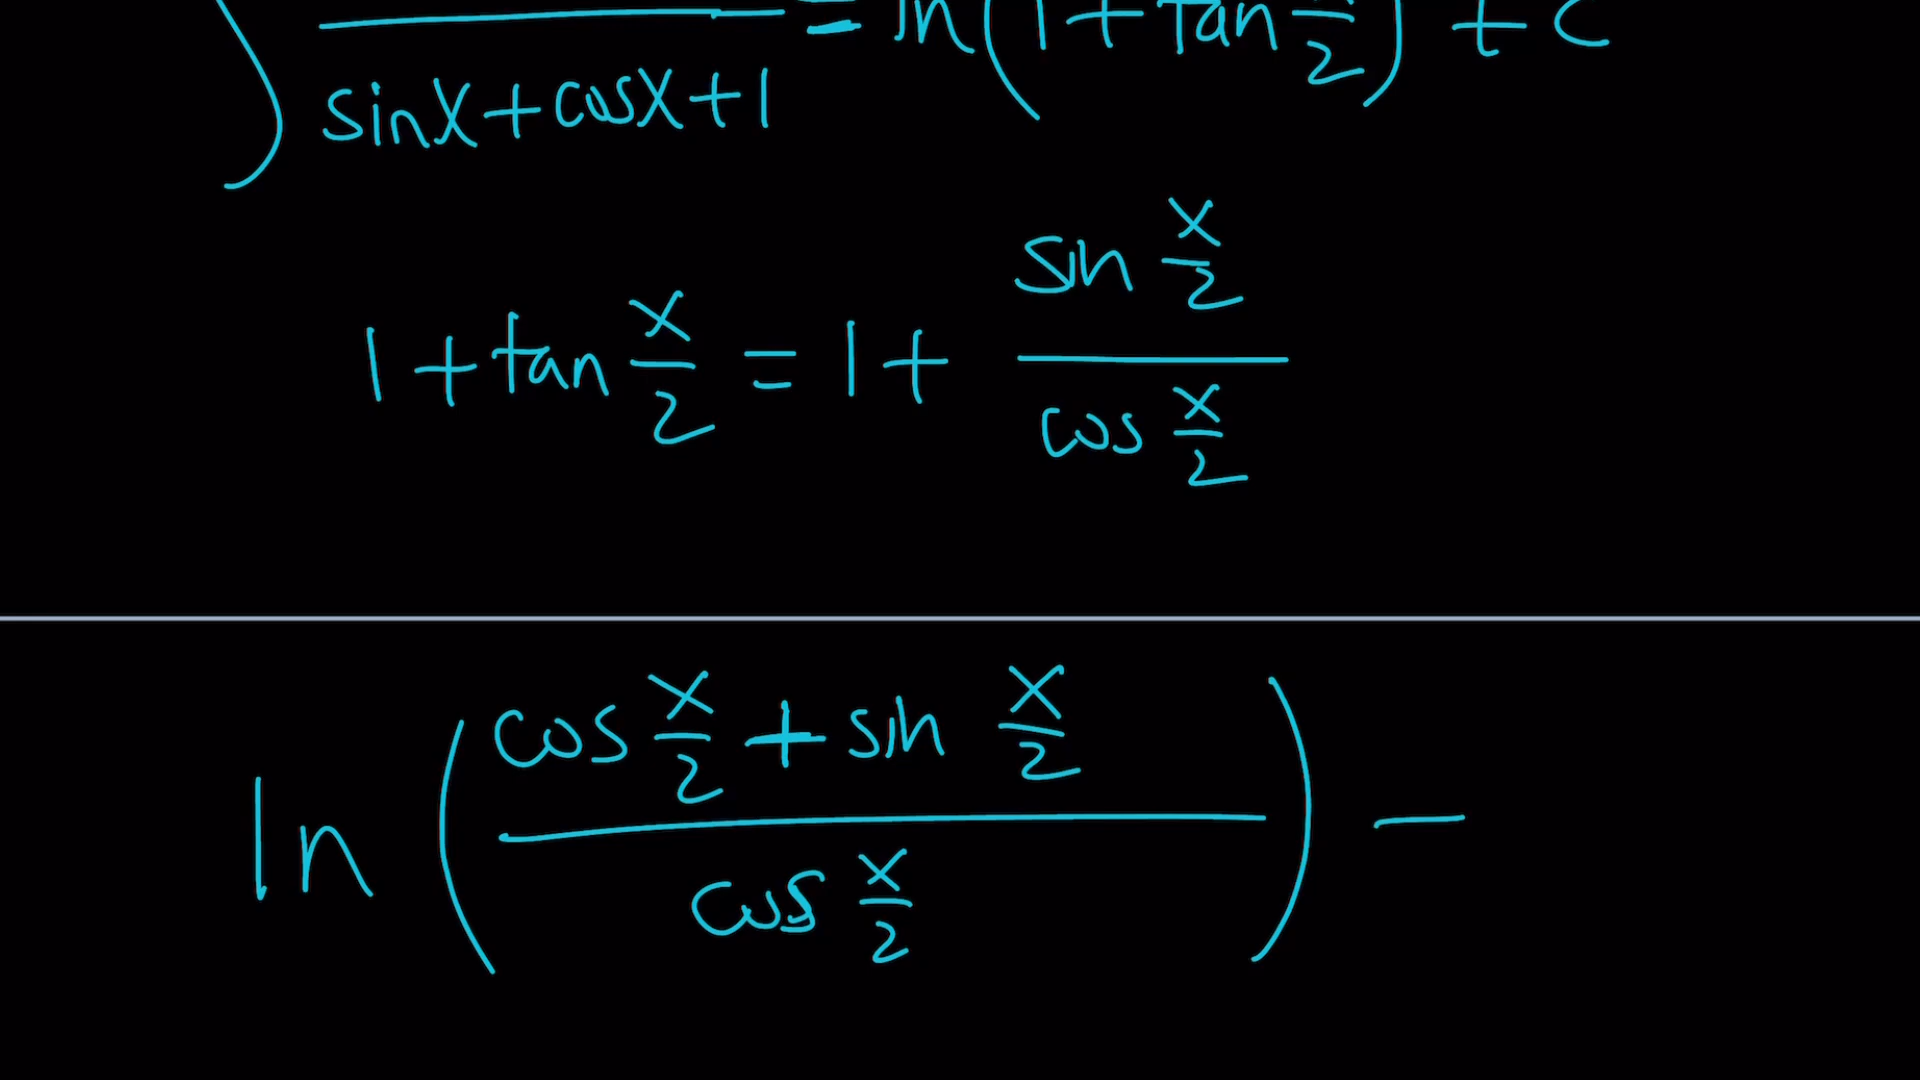 ∫ ─── / (sinx+cosx+1) = ln(1+tan x/2) + C
1+tan x/2 = 1+ (sin x/2)/(cos x/2)
ln ((cos x/2 + sin x/2)/(cos x/2)) −